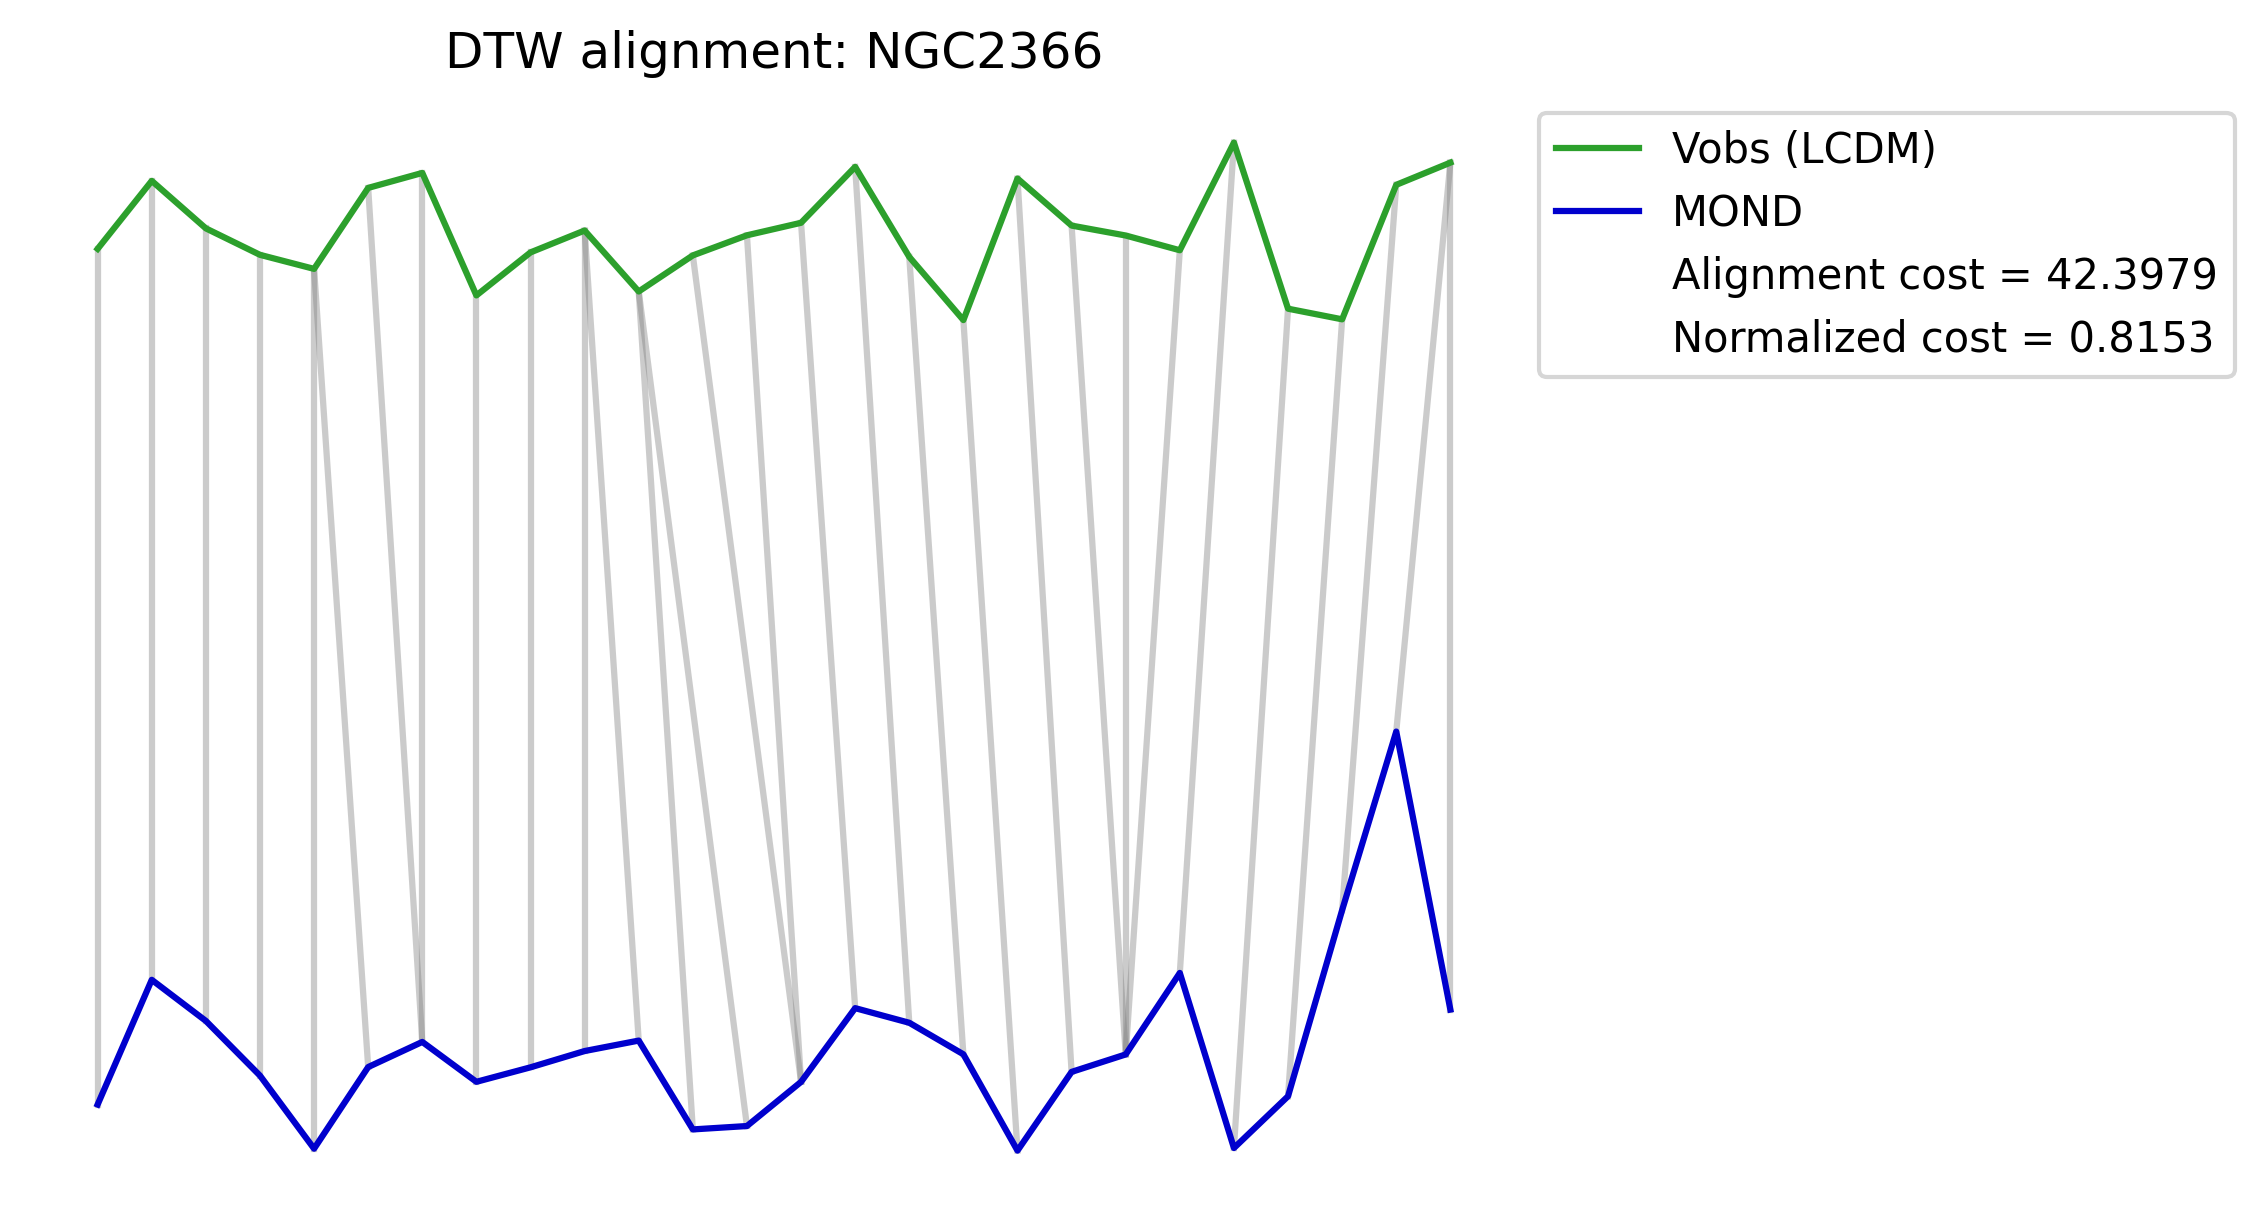 DTW alignment: NGC2366
Vobs (LCDM)
MOND
Alignment cost = 42.3979
Normalized cost = 0.8153